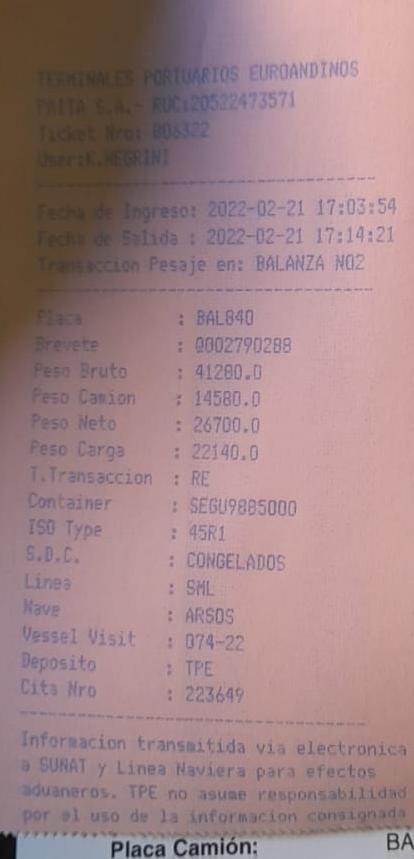 TERMINALES PORTUARIOS EUROANDINOS
PAITA S.A.- RUC:20522473571
Ticket Nro: 806322
User:K.NEGRINI
Fecha de Ingreso: 2022-02-21 17:03:54
Fecha de Salida : 2022-02-21 17:14:21
Transaccion Pesaje en: BALANZA NO2
Placa : BAL840
Brevete : Q002790288
Peso Bruto : 41280.0
Peso Camion : 14580.0
Peso Neto : 26700.0
Peso Carga : 22140.0
T.Transaccion : RE
Container : SEGU9885000
ISO Type : 45R1
S.D.C. : CONGELADOS
Linea : SML
Nave : ARSOS
Vessel Visit : 074-22
Deposito : TPE
Cita Nro : 223649
Informacion transmitida via electronica
a SUNAT y Linea Naviera para efectos
aduaneros. TPE no asume responsabilidad
por el uso de la informacion consignada
Placa Camión: BA